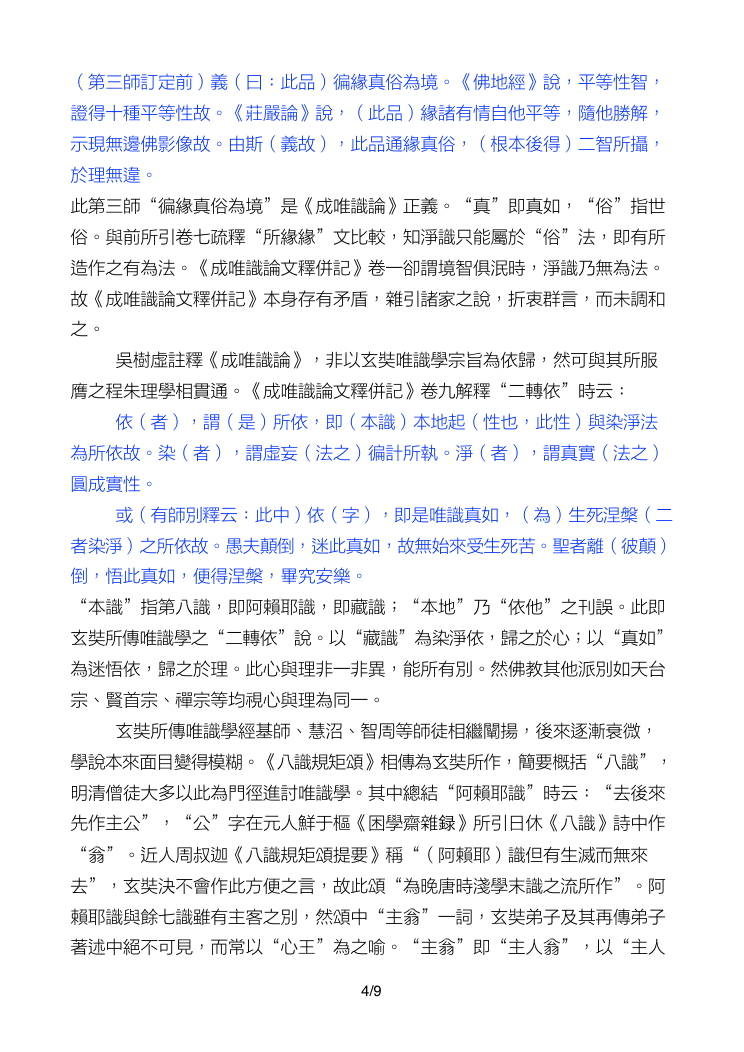 （第三師訂定前）義（曰：此品）徧緣真俗為境。《佛地經》說，平等性智，
證得十種平等性故。《莊嚴論》說，（此品）緣諸有情自他平等，隨他勝解，
示現無邊佛影像故。由斯（義故），此品通緣真俗，（根本後得）二智所攝，
於理無違。
此第三師“徧緣真俗為境”是《成唯識論》正義。“真”即真如，“俗”指世
俗。與前所引卷七疏釋“所緣緣”文比較，知淨識只能屬於“俗”法，即有所
造作之有為法。《成唯識論文釋併記》卷一卻謂境智俱泯時，淨識乃無為法。
故《成唯識論文釋併記》本身存有矛盾，雜引諸家之說，折衷群言，而未調和
之。
吳樹虛註釋《成唯識論》，非以玄奘唯識學宗旨為依歸，然可與其所服
膺之程朱理學相貫通。《成唯識論文釋併記》卷九解釋“二轉依”時云：
依（者），謂（是）所依，即（本識）本地起（性也，此性）與染淨法
為所依故。染（者），謂虛妄（法之）徧計所執。淨（者），謂真實（法之）
圓成實性。
或（有師別釋云：此中）依（字），即是唯識真如，（為）生死涅槃（二
者染淨）之所依故。愚夫顛倒，迷此真如，故無始來受生死苦。聖者離（彼顛）
倒，悟此真如，便得涅槃，畢究安樂。
“本識”指第八識，即阿賴耶識，即藏識；“本地”乃“依他”之刊誤。此即
玄奘所傳唯識學之“二轉依”說。以“藏識”為染淨依，歸之於心；以“真如”
為迷悟依，歸之於理。此心與理非一非異，能所有別。然佛教其他派別如天台
宗、賢首宗、禪宗等均視心與理為同一。
玄奘所傳唯識學經基師、慧沼、智周等師徒相繼闡揚，後來逐漸衰微，
學說本來面目變得模糊。《八識規矩頌》相傳為玄奘所作，簡要概括“八識”，
明清僧徒大多以此為門徑進討唯識學。其中總結“阿賴耶識”時云：“去後來
先作主公”，“公”字在元人鮮于樞《困學齋雜録》所引日休《八識》詩中作
“翁”。近人周叔迦《八識規矩頌提要》稱“（阿賴耶）識但有生滅而無來
去”，玄奘決不會作此方便之言，故此頌“為晚唐時淺學末識之流所作”。阿
賴耶識與餘七識雖有主客之別，然頌中“主翁”一詞，玄奘弟子及其再傳弟子
著述中絕不可見，而常以“心王”為之喻。“主翁”即“主人翁”，以“主人
4/9